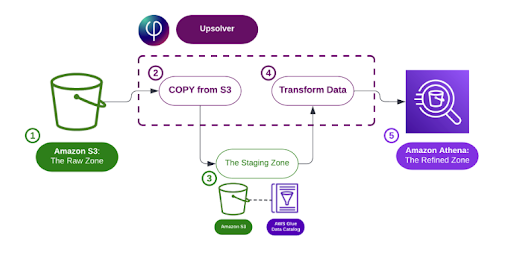 Upsolver
2
COPY from S3
4
Transform Data
1
Amazon S3:
The Raw Zone
5
Amazon Athena:
The Refined Zone
The Staging Zone
3
Amazon S3
AWS Glue
Data Catalog